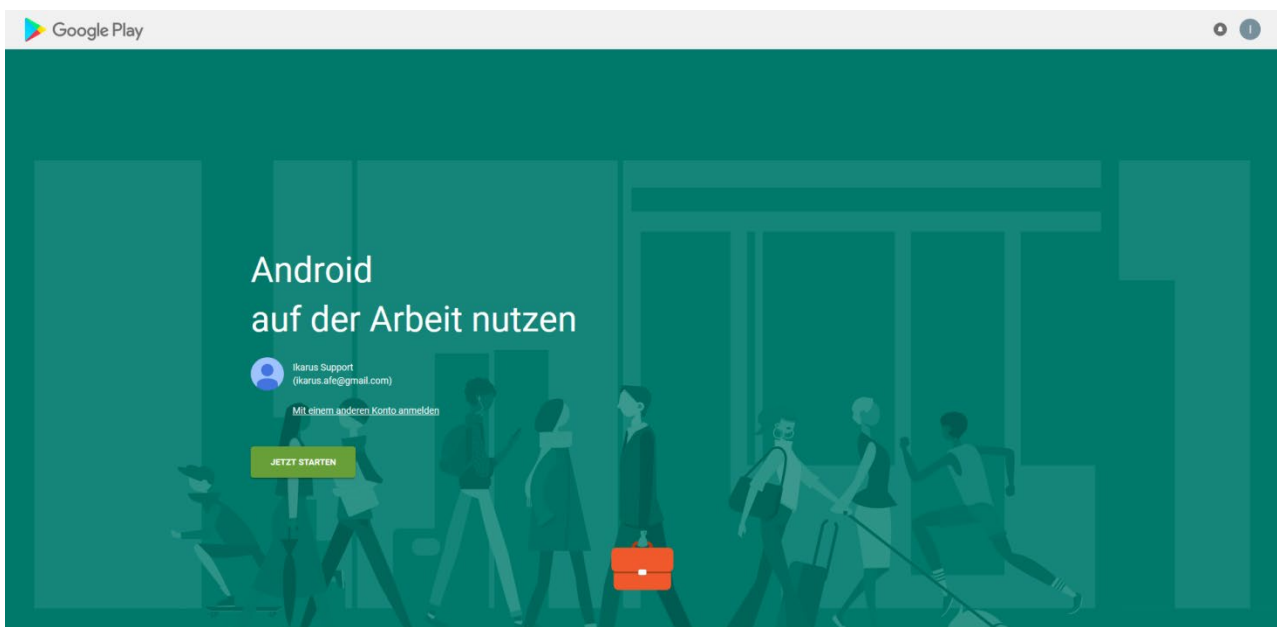 Google Play
I
Android
auf der Arbeit nutzen
Ikarus Support
(ikarus.afe@gmail.com)
Mit einem anderen Konto anmelden
JETZT STARTEN